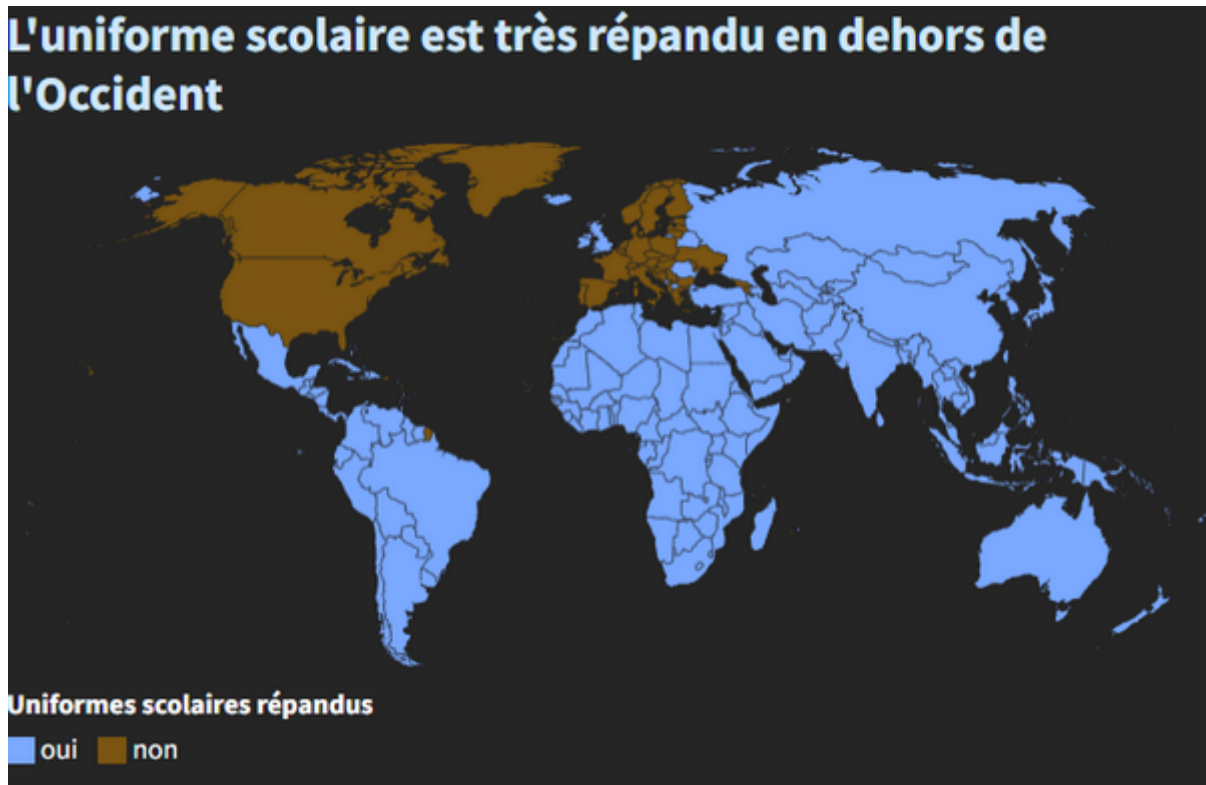 L'uniforme scolaire est très répandu en dehors de
l'Occident
Uniformes scolaires répandus
oui non